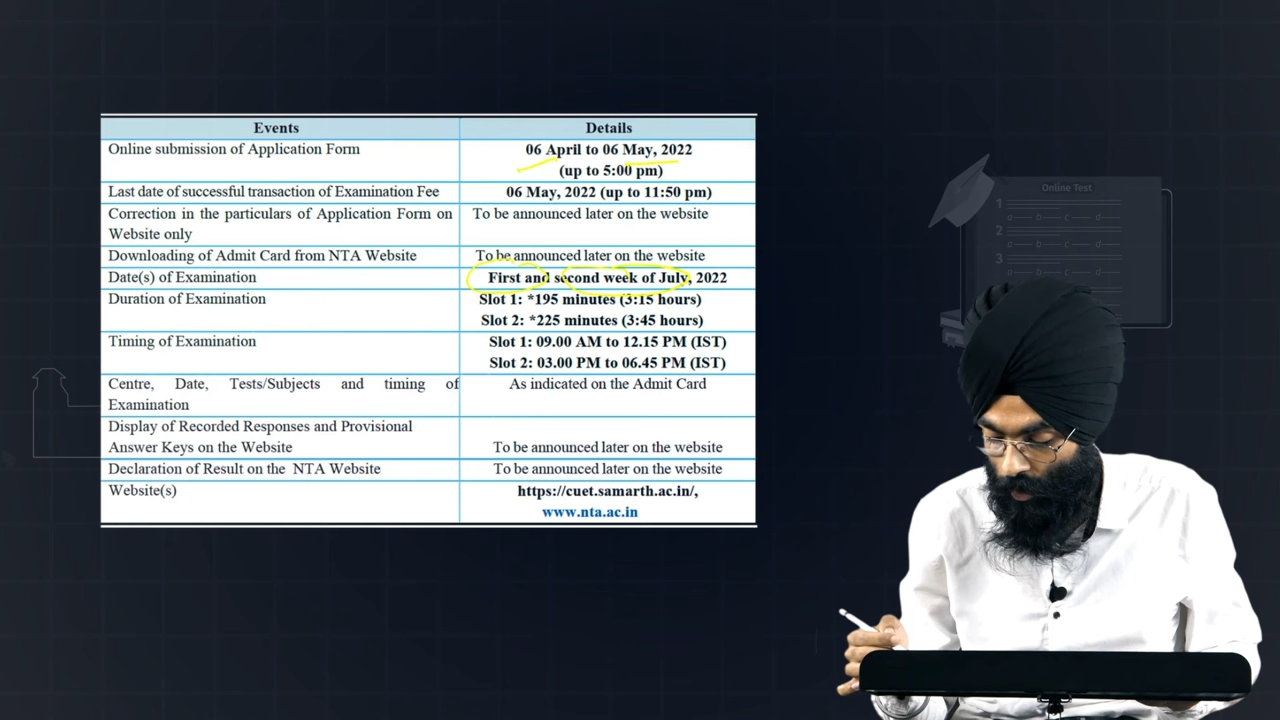 Events Details
Online submission of Application Form 06 April to 06 May, 2022
(up to 5:00 pm)
Last date of successful transaction of Examination Fee 06 May, 2022 (up to 11:50 pm)
Correction in the particulars of Application Form on To be announced later on the website
Website only
Downloading of Admit Card from NTA Website To be announced later on the website
Date(s) of Examination First and second week of July, 2022
Duration of Examination Slot 1: *195 minutes (3:15 hours)
Slot 2: *225 minutes (3:45 hours)
Timing of Examination Slot 1: 09.00 AM to 12.15 PM (IST)
Slot 2: 03.00 PM to 06.45 PM (IST)
Centre, Date, Tests/Subjects and timing of As indicated on the Admit Card
Examination
Display of Recorded Responses and Provisional
Answer Keys on the Website To be announced later on the website
Declaration of Result on the NTA Website To be announced later on the website
Website(s) https://cuet.samarth.ac.in/,
www.nta.ac.in
Online Test
1
a b c d
2
a b c d
3
a b c d